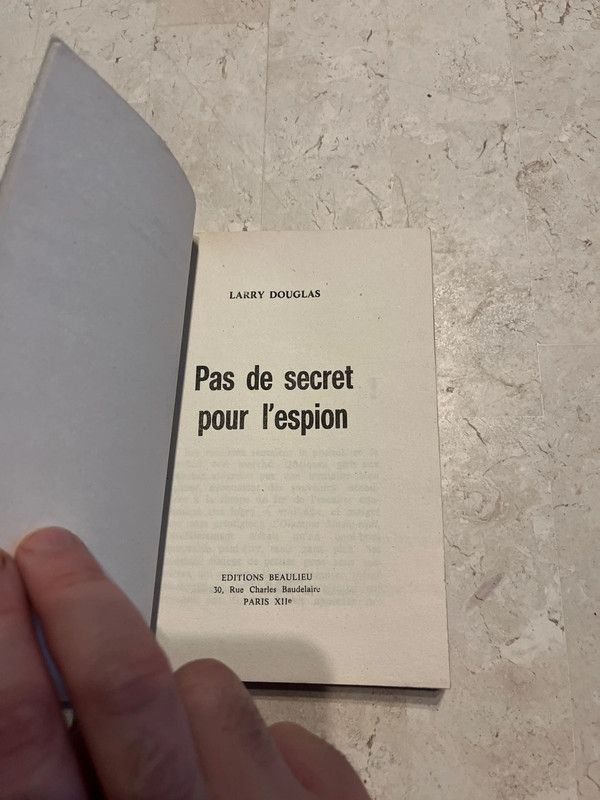 LARRY DOUGLAS
Pas de secret
pour l'espion
EDITIONS BEAULIEU
30, Rue Charles Baudelaire
PARIS XIIe